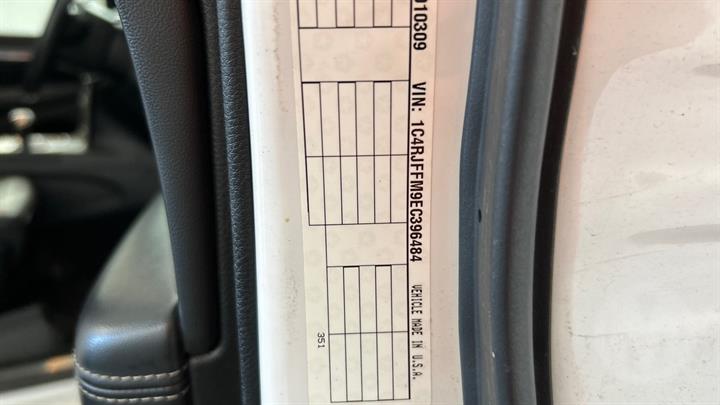 010309 VIN: 1C4RJFFM9EC396484 VEHICLE MADE IN U.S.A.
351